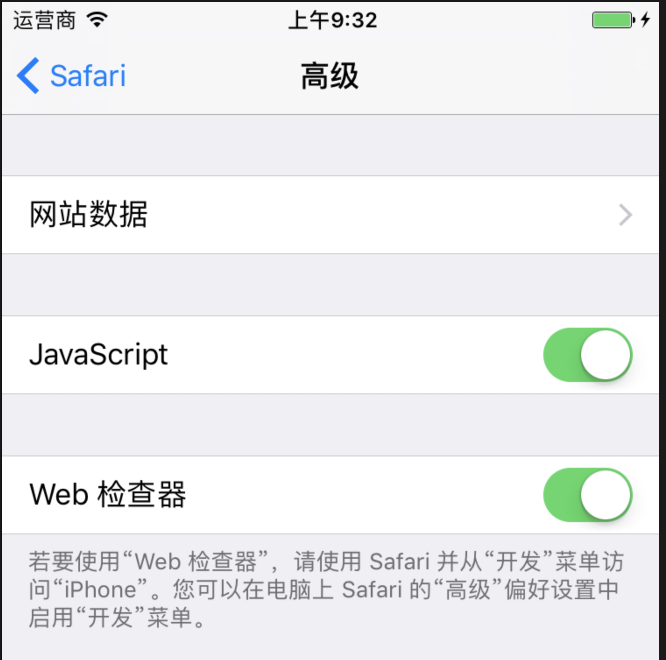 运营商 上午9:32
Safari 高级
网站数据
JavaScript
Web 检查器
若要使用“Web 检查器”，请使用 Safari 并从“开发”菜单访
问“iPhone”。您可以在电脑上 Safari 的“高级”偏好设置中
启用“开发”菜单。